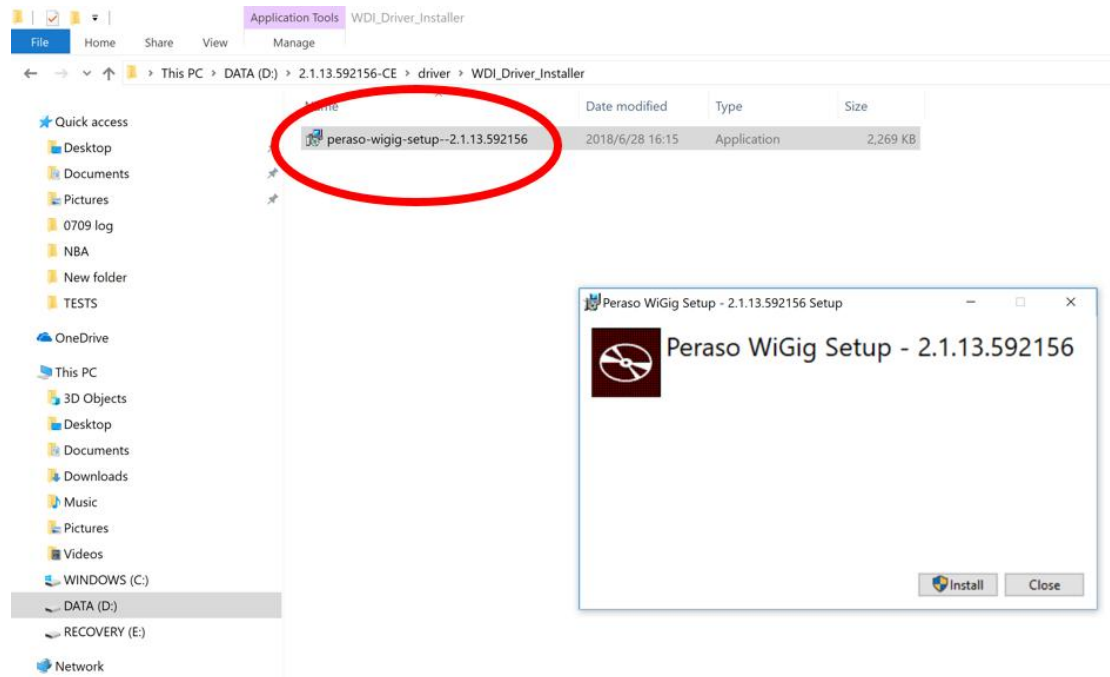 Application Tools WDI_Driver_Installer
File Home Share View Manage
This PC > DATA (D:) > 2.1.13.592156-CE > driver > WDI_Driver_Installer
Date modified Type Size
Quick access
peraso-wigig-setup--2.1.13.592156 2018/6/28 16:15 Application 2,269 KB
Desktop
Documents
Pictures
0709 log
NBA
New folder
TESTS
OneDrive
This PC
3D Objects
Desktop
Documents
Downloads
Music
Pictures
Videos
WINDOWS (C:)
DATA (D:)
RECOVERY (E:)
Network
Peraso WiGig Setup - 2.1.13.592156 Setup
Peraso WiGig Setup - 2.1.13.592156
Install Close